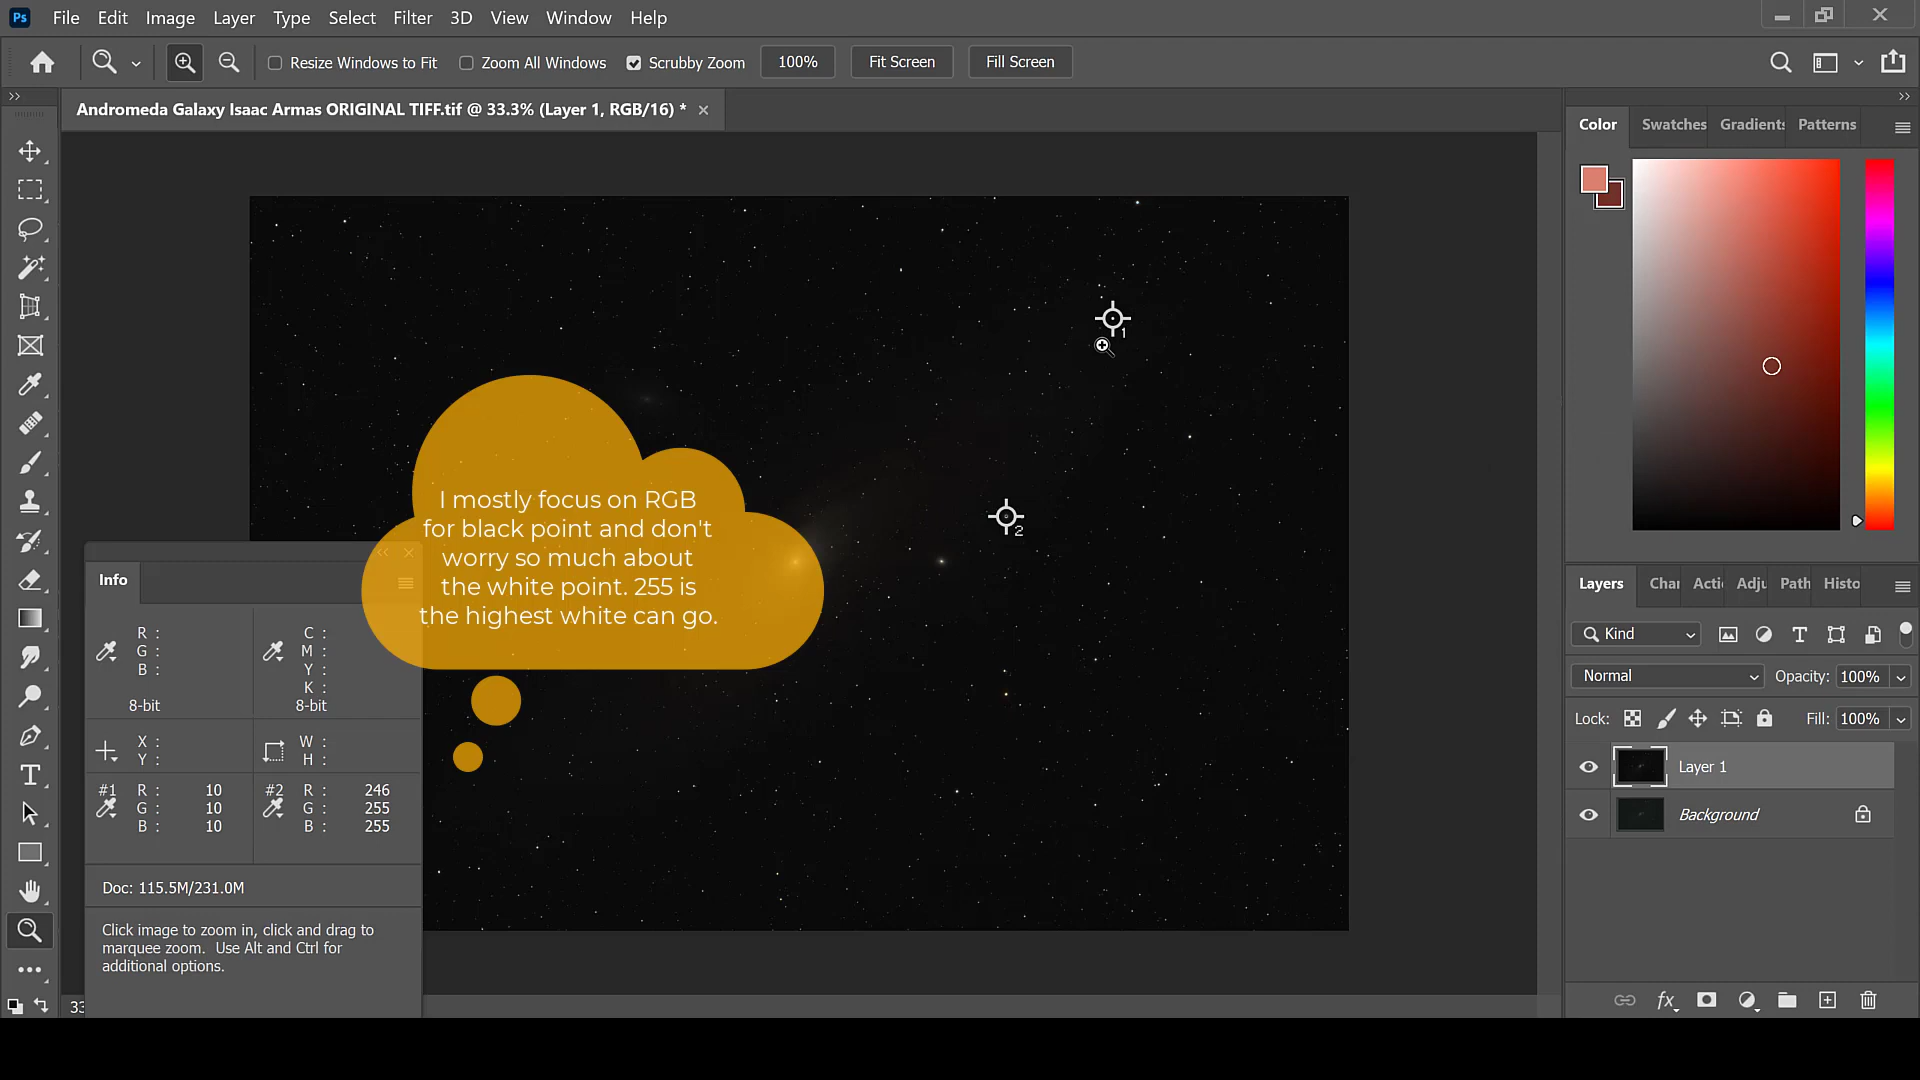 Ps File Edit Image Layer Type Select Filter 3D View Window Help
Resize Windows to Fit Zoom All Windows Scrubby Zoom 100% Fit Screen Fill Screen
Andromeda Galaxy Isaac Armas ORIGINAL TIFF.tif @ 33.3% (Layer 1, RGB/16) *
Color Swatches Gradients Patterns
1
2
I mostly focus on RGB
for black point and don't
worry so much about
the white point. 255 is
the highest white can go.
Info
R :
G :
B :
8-bit
C :
M :
Y :
K :
8-bit
X :
Y :
W :
H :
#1 R : 10
G : 10
B : 10
#2 R : 246
G : 255
B : 255
Doc: 115.5M/231.0M
Click image to zoom in, click and drag to
marquee zoom. Use Alt and Ctrl for
additional options.
33
Layers Chai Acti Adju Path Histo
Kind
Normal Opacity: 100%
Lock: Fill: 100%
Layer 1
Background
fx